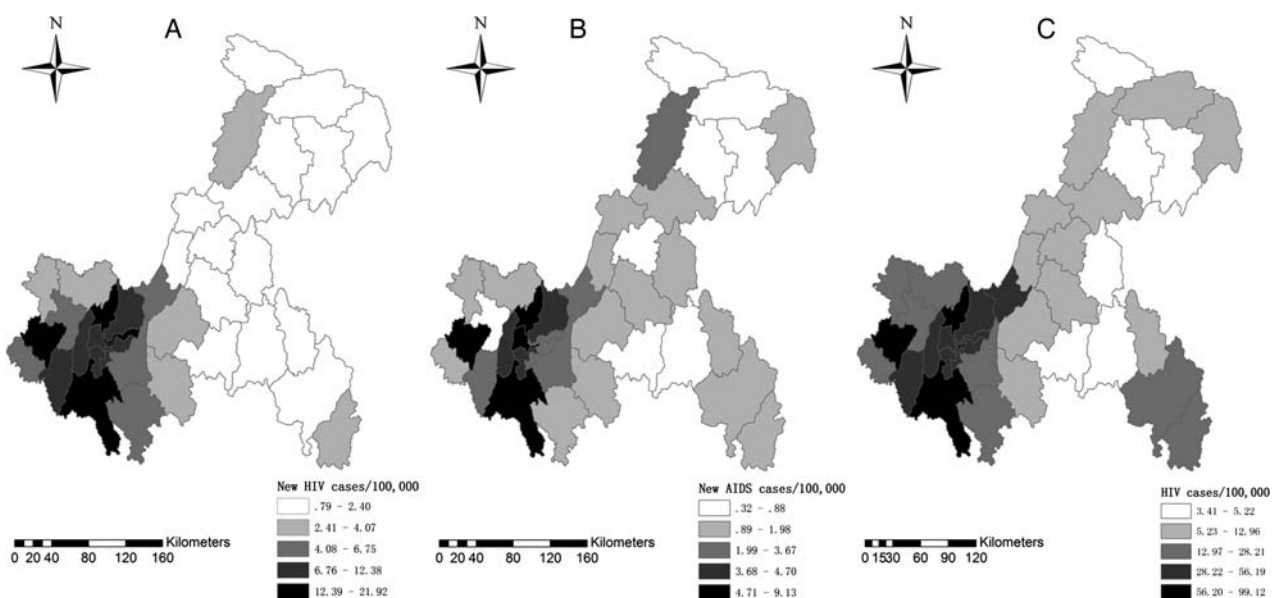 N
A
New HIV cases/100,000
.79 - 2.40
2.41 - 4.07
4.08 - 6.75
6.76 - 12.38
12.39 - 21.92
Kilometers
0 20 40 80 120 160
N
B
New AIDS cases/100,000
.32 - .88
.89 - 1.98
1.99 - 3.67
3.68 - 4.70
4.71 - 9.13
Kilometers
0 20 40 80 120 160
N
C
HIV cases/100,000
3.41 - 5.22
5.23 - 12.96
12.97 - 28.21
28.22 - 56.19
56.20 - 99.12
Kilometers
0 15 30 60 90 120